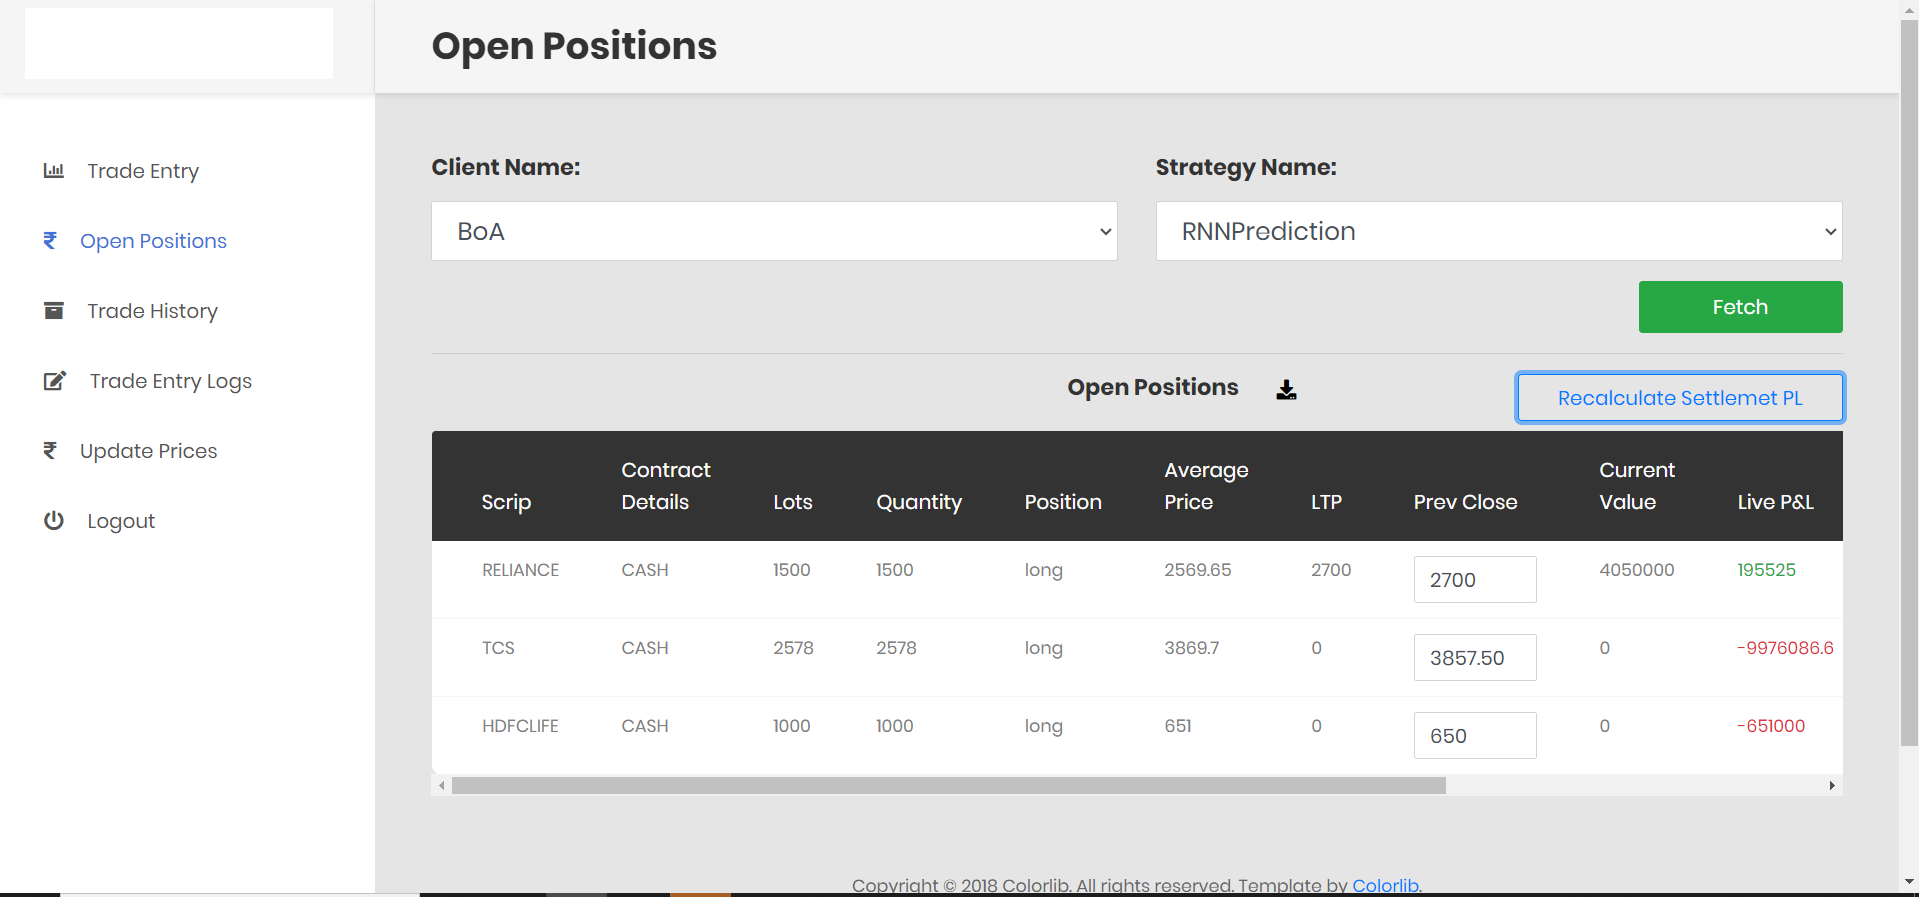 Open Positions
Trade Entry
Open Positions
Trade History
Trade Entry Logs
Update Prices
Logout
Client Name:
Strategy Name:
BoA
RNNPrediction
Fetch
Open Positions
Recalculate Settlemet PL
Scrip Contract Details Lots Quantity Position Average Price LTP Prev Close Current Value Live P&L
RELIANCE CASH 1500 1500 long 2569.65 2700 2700 4050000 195525
TCS CASH 2578 2578 long 3869.7 0 3857.50 0 -9976086.6
HDFCLIFE CASH 1000 1000 long 651 0 650 0 -651000
Copyright © 2018 Colorlib. All rights reserved. Template by Colorlib.